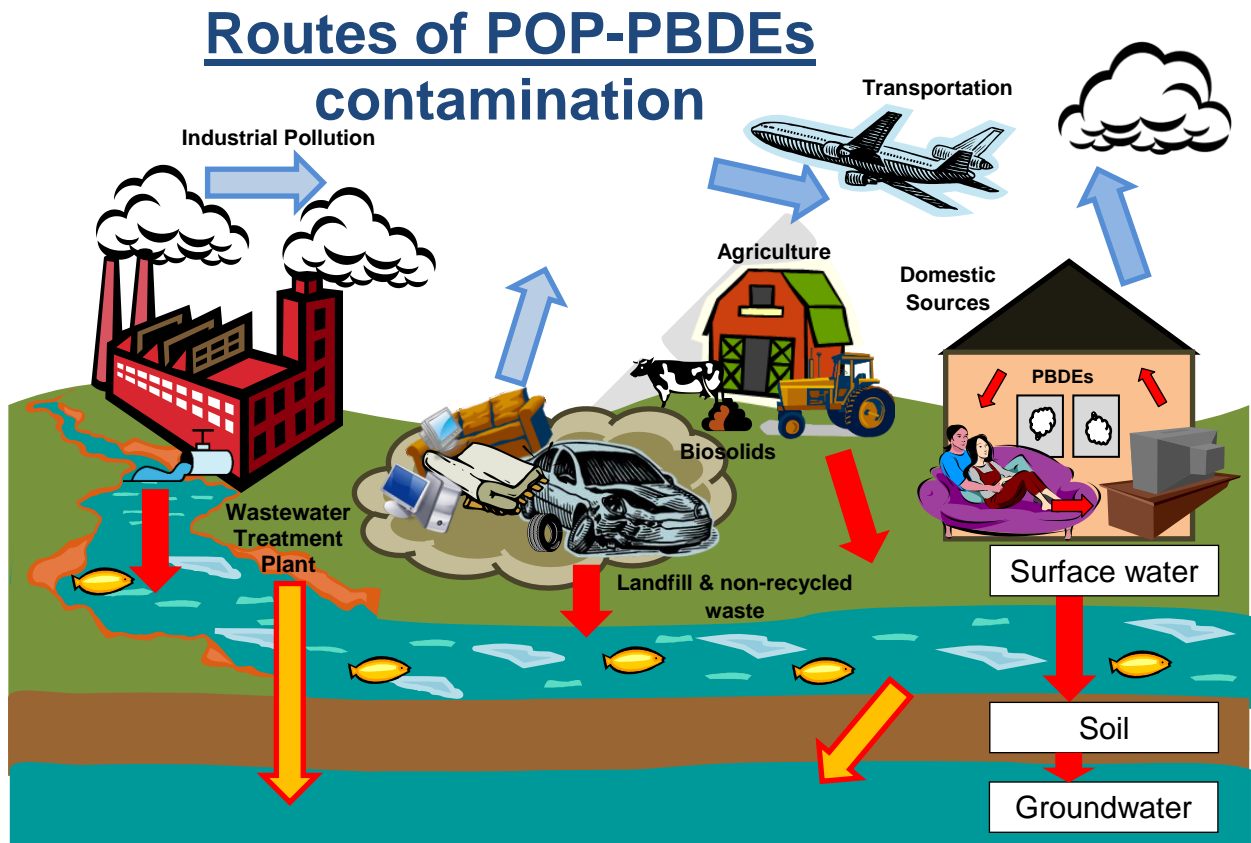 Routes of POP-PBDEs
contamination
Transportation
Industrial Pollution
Agriculture
Domestic
Sources
PBDEs
Biosolids
Wastewater
Treatment
Plant
Landfill & non-recycled
waste
Surface water
Soil
Groundwater